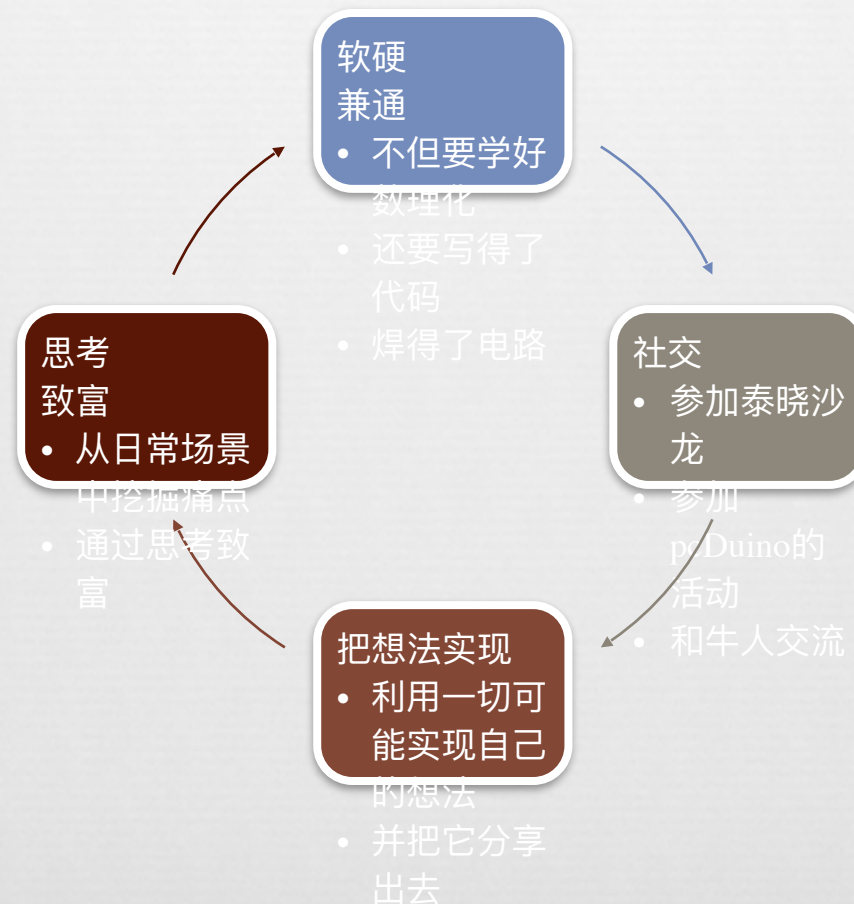 软硬
兼通
• 不但要学好
数理化
• 还要写得了
代码
• 焊得了电路
思考
致富
• 从日常场景
中挖掘痛点
• 通过思考致
富
社交
• 参加泰晓沙
龙
• 参加
pcDuino的
活动
• 和牛人交流
把想法实现
• 利用一切可
能实现自己
的想法
• 并把它分享
出去